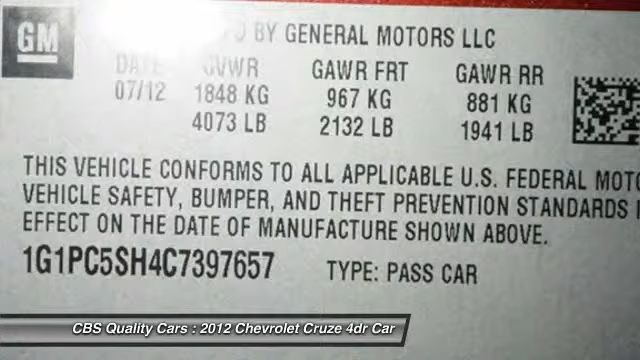 GM
BY GENERAL MOTORS LLC
DATE GVWR GAWR FRT GAWR RR
07/12 1848 KG 967 KG 881 KG
4073 LB 2132 LB 1941 LB
THIS VEHICLE CONFORMS TO ALL APPLICABLE U.S. FEDERAL MOTO
VEHICLE SAFETY, BUMPER, AND THEFT PREVENTION STANDARDS
EFFECT ON THE DATE OF MANUFACTURE SHOWN ABOVE.
1G1PC5SH4C7397657 TYPE: PASS CAR
CBS Quality Cars : 2012 Chevrolet Cruze 4dr Car